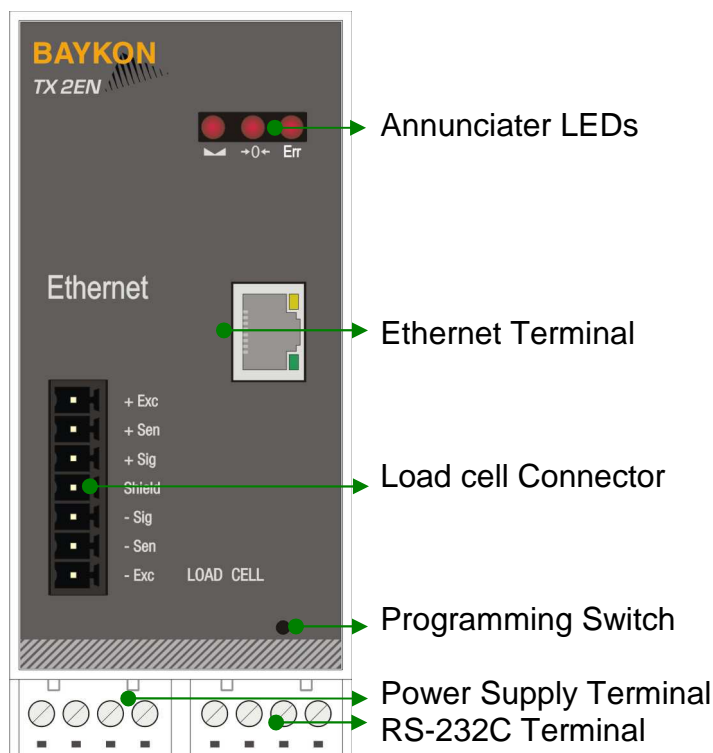 BAYKON
TX 2EN
Annunciater LEDs
→0← Err
Ethernet
Ethernet Terminal
+ Exc
+ Sen
+ Sig
Shield
Load cell Connector
- Sig
- Sen
- Exc LOAD CELL
Programming Switch
Power Supply Terminal
RS-232C Terminal